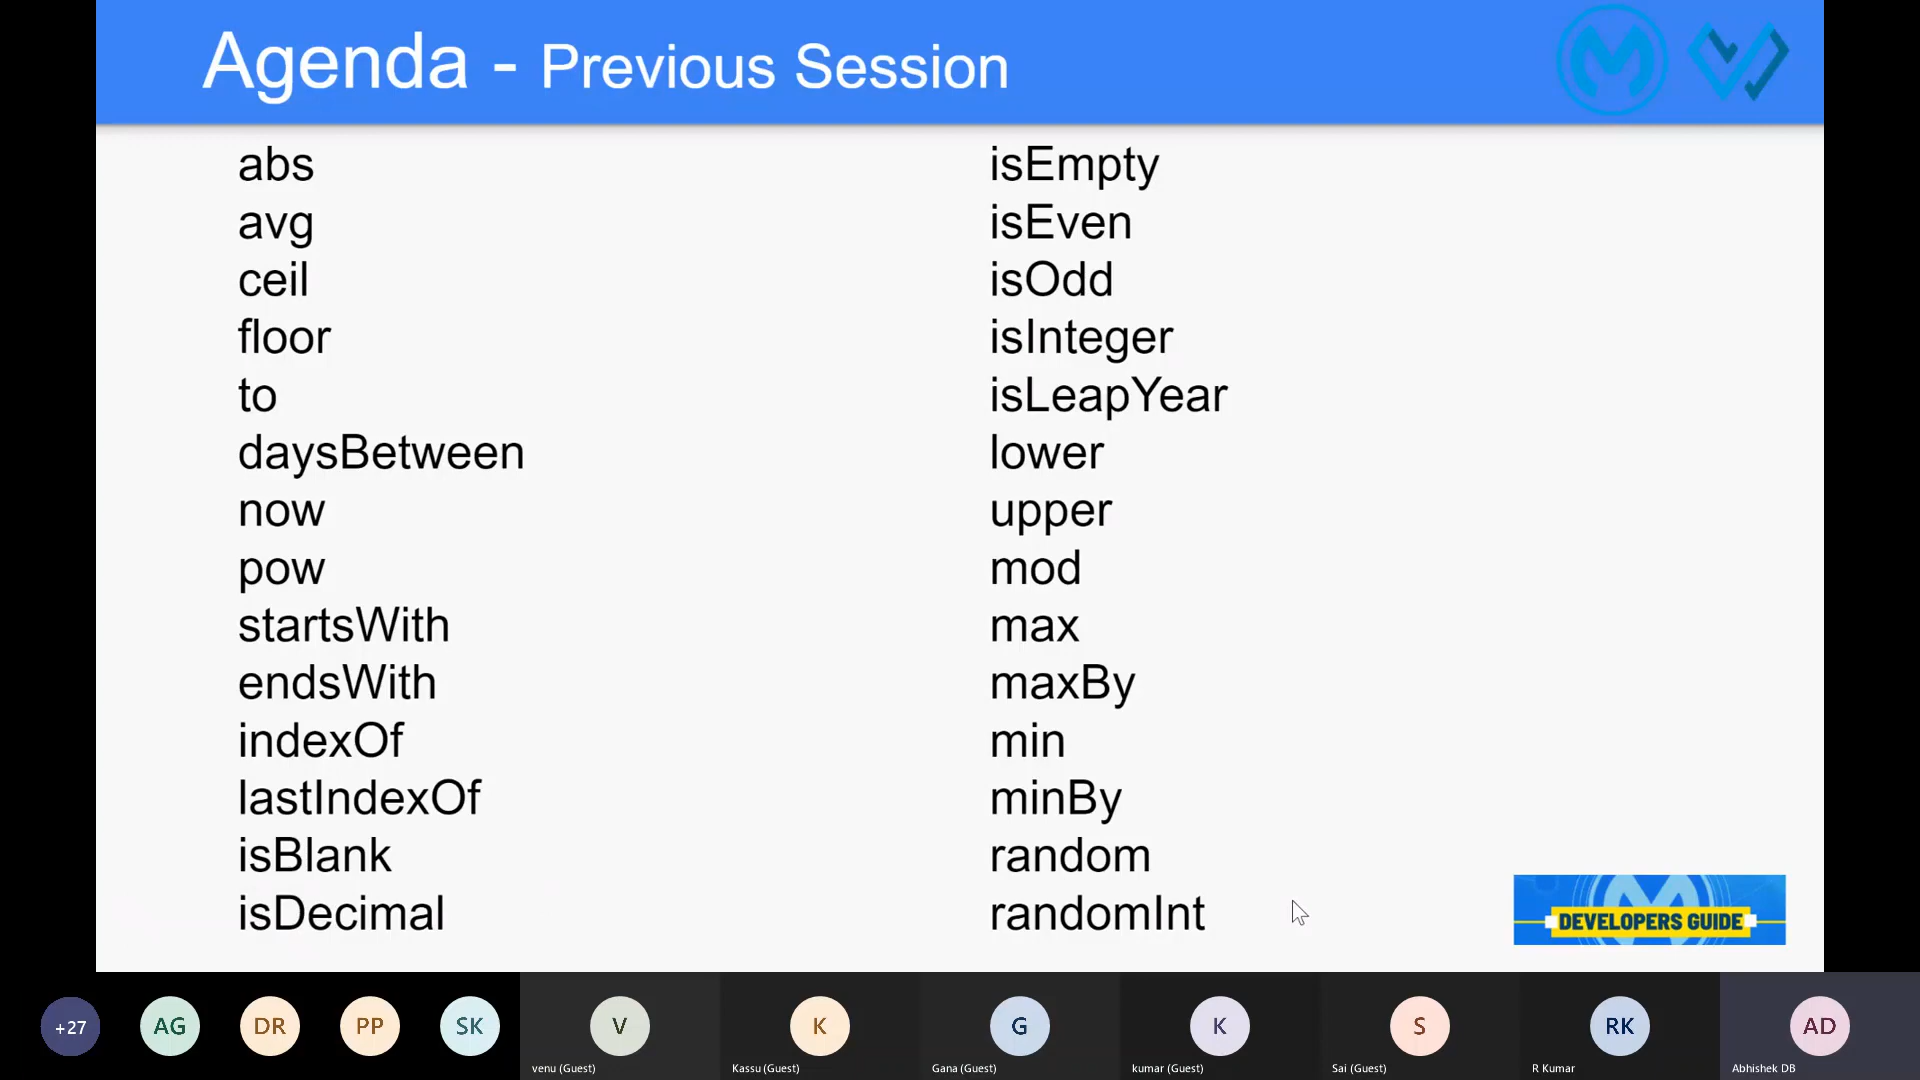 Agenda - Previous Session
abs
avg
ceil
floor
to
daysBetween
now
pow
startsWith
endsWith
indexOf
lastIndexOf
isBlank
isDecimal
isEmpty
isEven
isOdd
isInteger
isLeapYear
lower
upper
mod
max
maxBy
min
minBy
random
randomInt
DEVELOPERS GUIDE
+27
AG
DR
PP
SK
V
K
G
K
S
RK
AD
venu (Guest)
Kassu (Guest)
Gana (Guest)
kumar (Guest)
Sai (Guest)
R Kumar
Abhishek DB